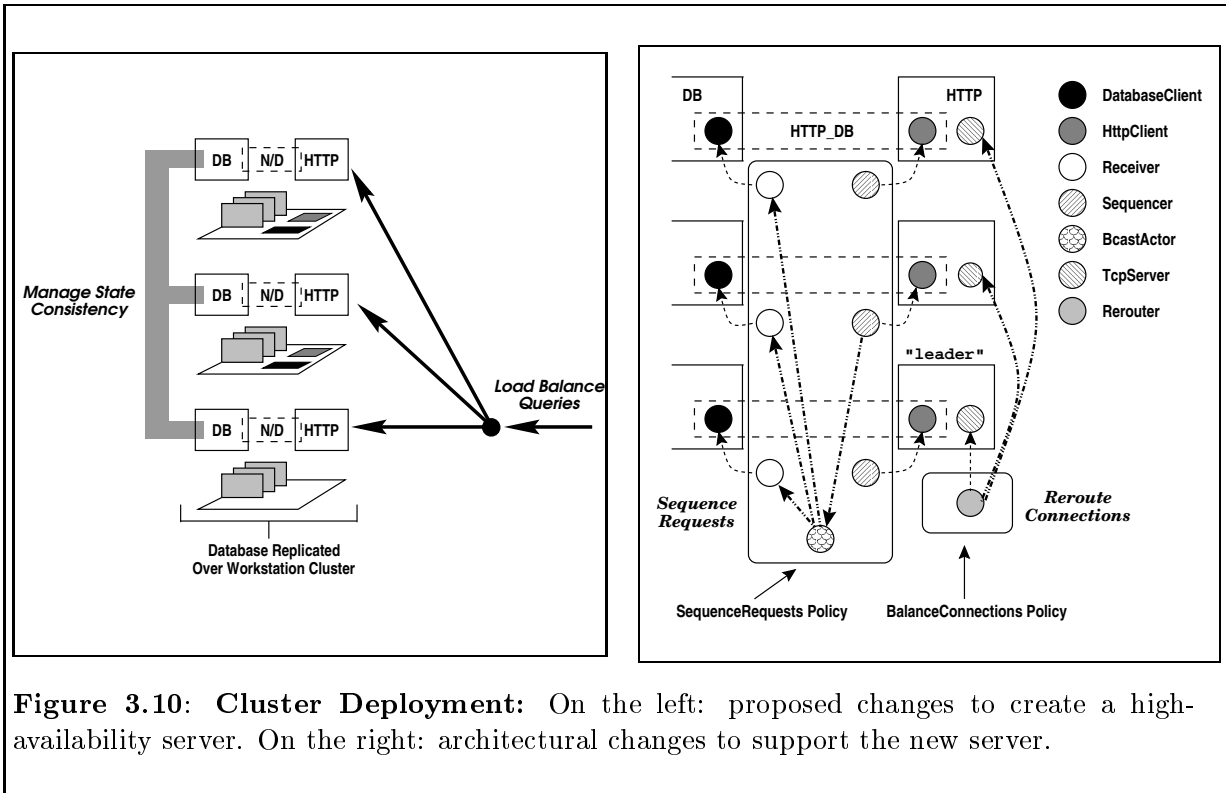 DB N/D HTTP
Manage State
Consistency
DB N/D HTTP
Load Balance
Queries
DB N/D HTTP
Database Replicated
Over Workstation Cluster
DB
HTTP_DB
HTTP
"leader"
Sequence
Requests
Reroute
Connections
SequenceRequests Policy
BalanceConnections Policy
DatabaseClient
HttpClient
Receiver
Sequencer
BcastActor
TcpServer
Rerouter
Figure 3.10: Cluster Deployment: On the left: proposed changes to create a high-
availability server. On the right: architectural changes to support the new server.